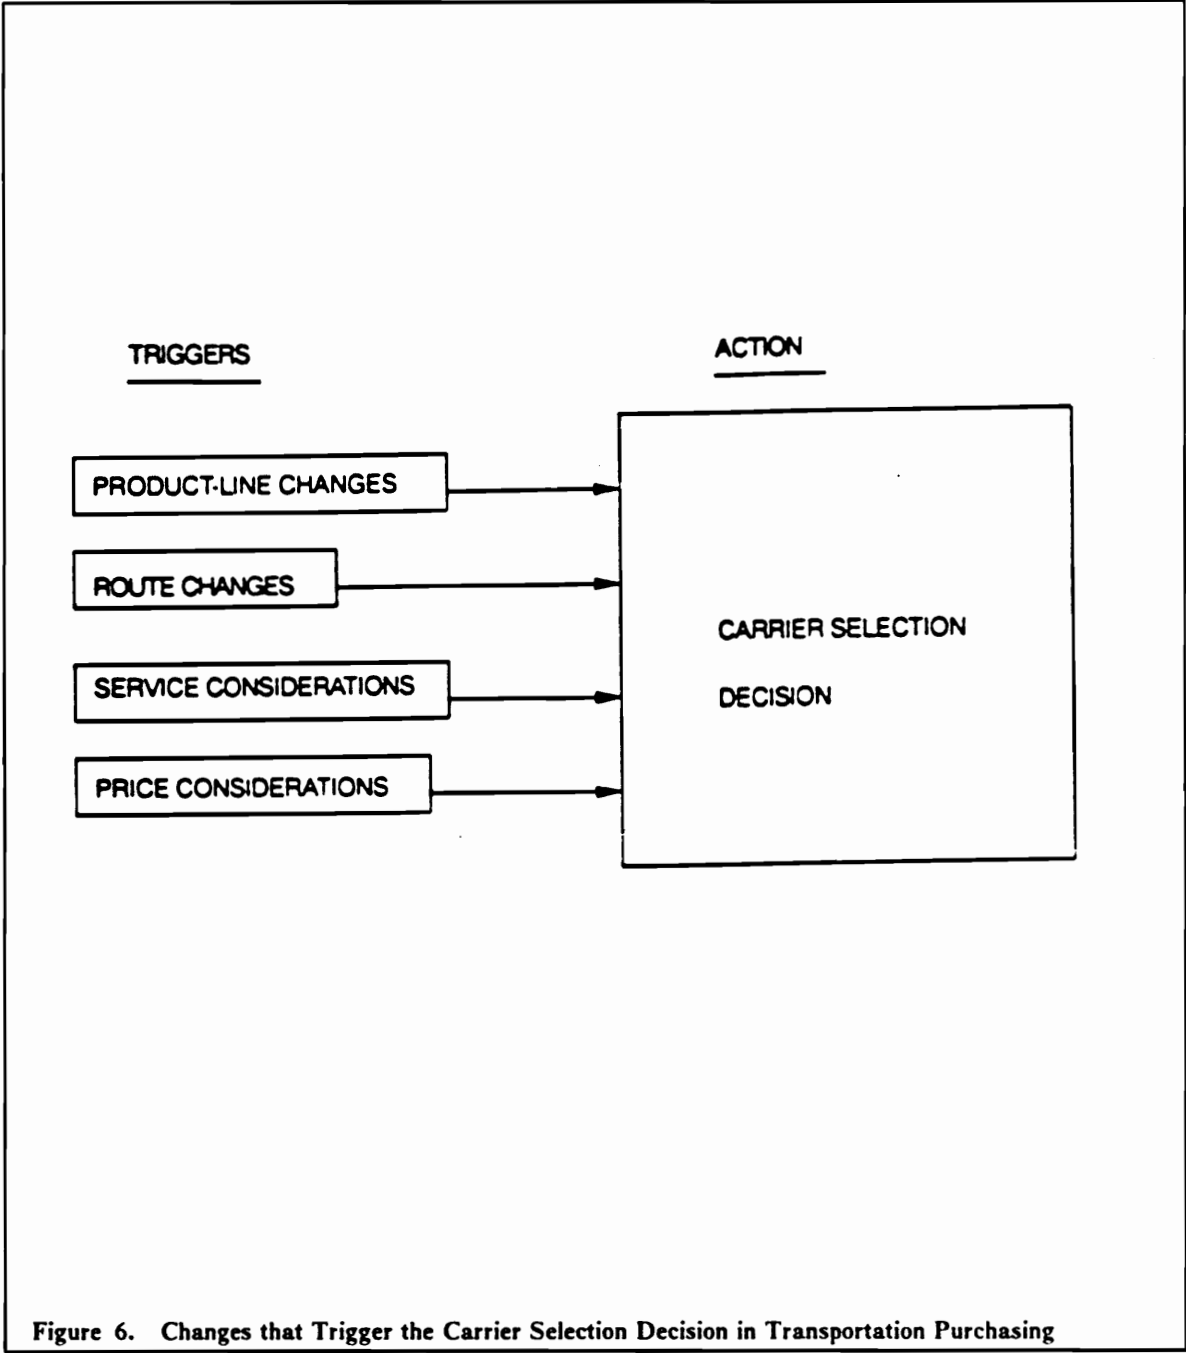 TRIGGERS
ACTION
PRODUCT-LINE CHANGES
ROUTE CHANGES
SERVICE CONSIDERATIONS
PRICE CONSIDERATIONS
CARRIER SELECTION
DECISION
Figure 6. Changes that Trigger the Carrier Selection Decision in Transportation Purchasing